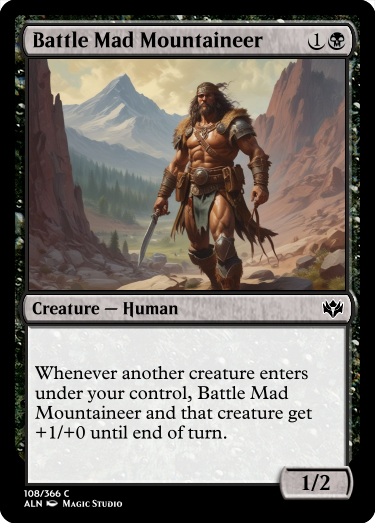 Battle Mad Mountaineer 1
Creature — Human
Whenever another creature enters
under your control, Battle Mad
Mountaineer and that creature get
+1/+0 until end of turn.
1/2
108/366 C
ALN Magic Studio